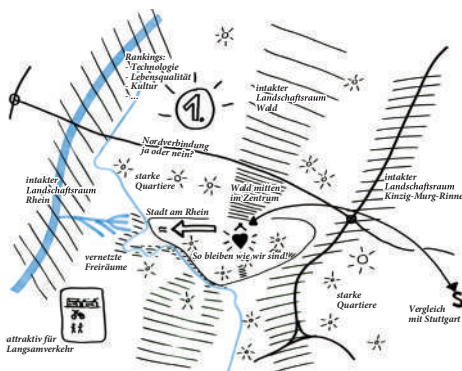 Rankings:
- Technologie
- Lebensqualität
- Kultur
- ...
1.
intakter
Landschaftsraum
Wald
Nordverbindung
ja oder nein?
intakter
Landschaftsraum
Rhein
starke
Quartiere
Wald mitten
im Zentrum
intakter
Landschaftsraum
Kinzig-Murg-Rinne
Stadt am Rhein
So bleiben wie wir sind!!!
vernetzte
Freiräume
starke
Quartiere
S
Vergleich
mit Stuttgart
attraktiv für
Langsamverkehr